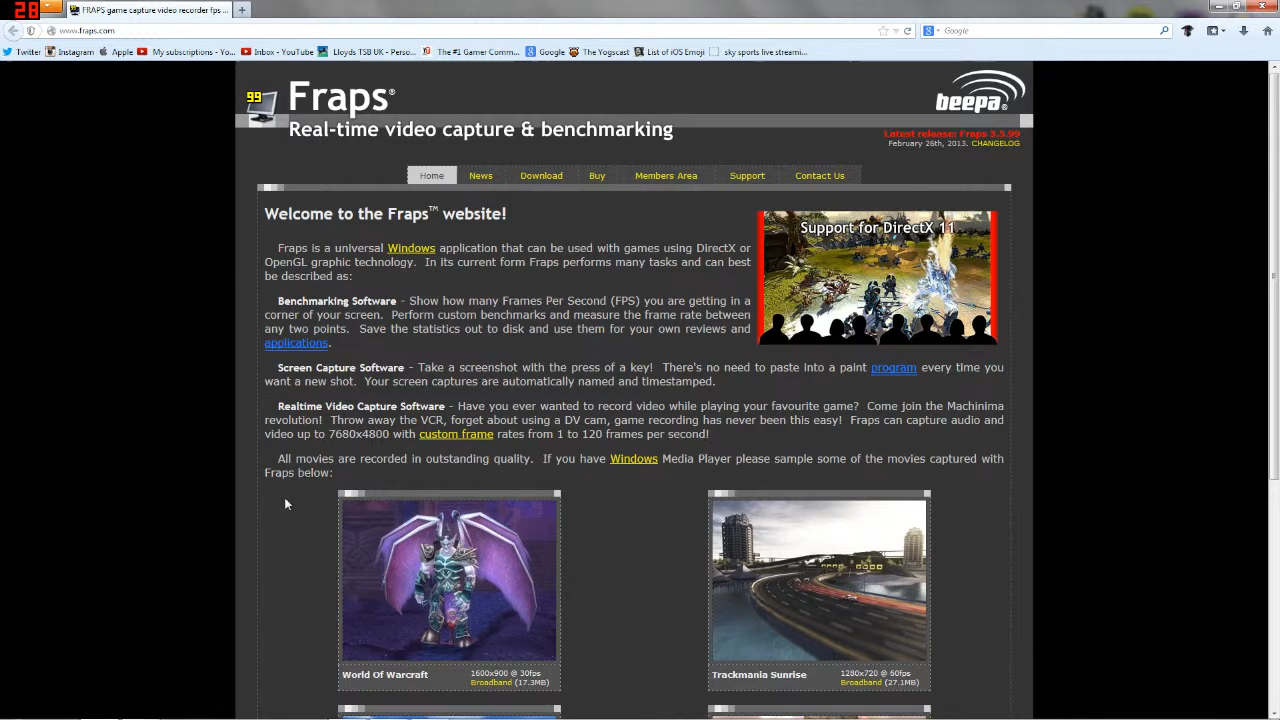 28
FRAPS game capture video recorder fps ...
www.fraps.com
Google
Twitter
Instagram
Apple
My subscriptions - Yo...
Inbox - YouTube
Lloyds TSB UK - Perso...
The #1 Gamer Comm...
Google
The Yogscast
List of iOS Emoji
sky sports live streami...
99
Fraps®
beepa®
Real-time video capture & benchmarking
Latest release: Fraps 3.5.99
February 26th, 2013. CHANGELOG
Home
News
Download
Buy
Members Area
Support
Contact Us
Welcome to the Fraps™ website!
Support for DirectX 11
Fraps is a universal Windows application that can be used with games using DirectX or
OpenGL graphic technology. In its current form Fraps performs many tasks and can best
be described as:
Benchmarking Software - Show how many Frames Per Second (FPS) you are getting in a
corner of your screen. Perform custom benchmarks and measure the frame rate between
any two points. Save the statistics out to disk and use them for your own reviews and
applications.
Screen Capture Software - Take a screenshot with the press of a key! There's no need to paste into a paint program every time you
want a new shot. Your screen captures are automatically named and timestamped.
Realtime Video Capture Software - Have you ever wanted to record video while playing your favourite game? Come join the Machinima
revolution! Throw away the VCR, forget about using a DV cam, game recording has never been this easy! Fraps can capture audio and
video up to 7680x4800 with custom frame rates from 1 to 120 frames per second!
All movies are recorded in outstanding quality. If you have Windows Media Player please sample some of the movies captured with
Fraps below:
World Of Warcraft
1600x900 @ 30fps
Broadband (17.3MB)
Trackmania Sunrise
1280x720 @ 60fps
Broadband (27.1MB)